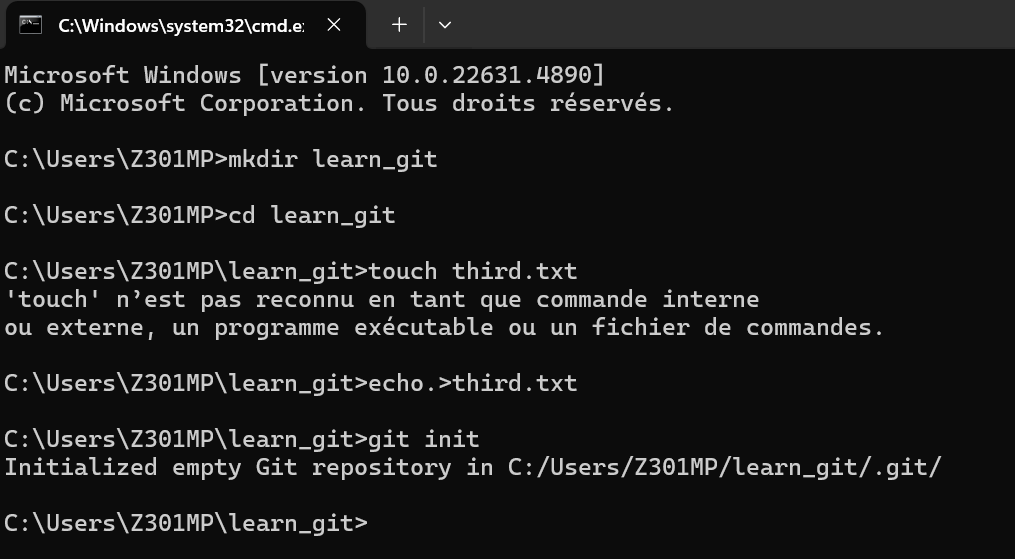 C:\Windows\system32\cmd.e
Microsoft Windows [version 10.0.22631.4890]
(c) Microsoft Corporation. Tous droits réservés.
C:\Users\Z301MP>mkdir learn_git
C:\Users\Z301MP>cd learn_git
C:\Users\Z301MP\learn_git>touch third.txt
'touch' n’est pas reconnu en tant que commande interne
ou externe, un programme exécutable ou un fichier de commandes.
C:\Users\Z301MP\learn_git>echo.>third.txt
C:\Users\Z301MP\learn_git>git init
Initialized empty Git repository in C:/Users/Z301MP/learn_git/.git/
C:\Users\Z301MP\learn_git>